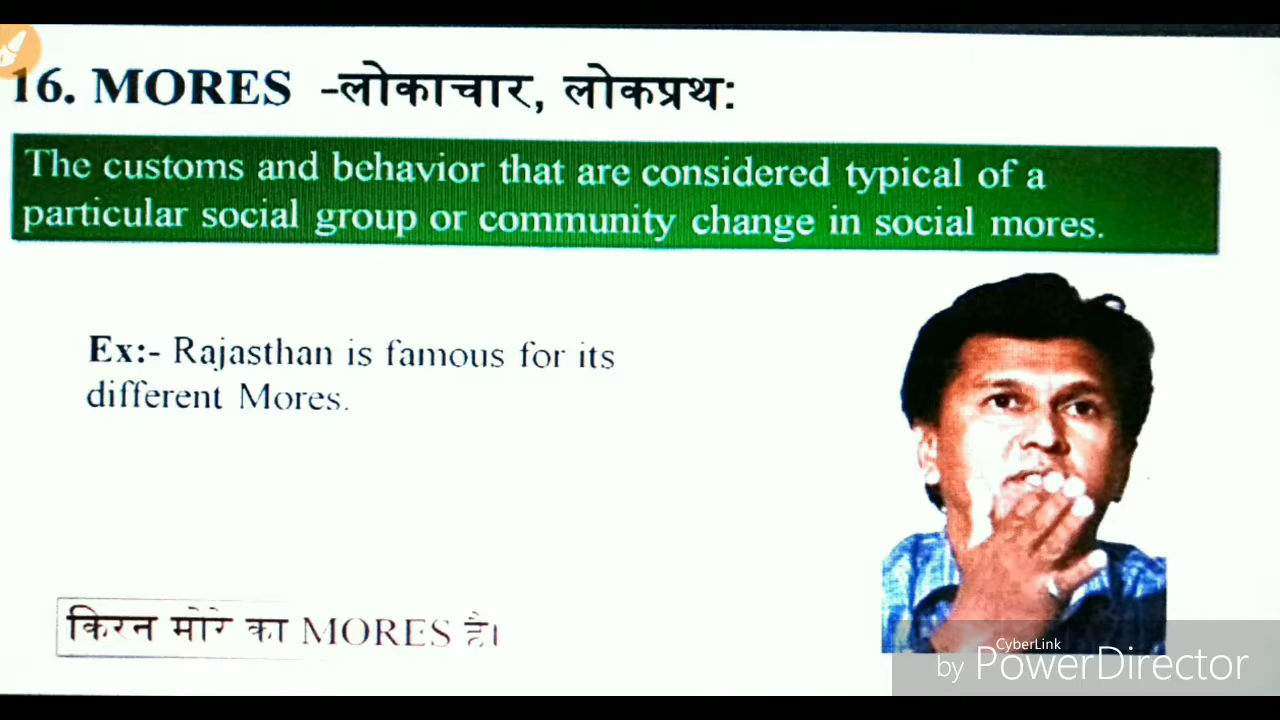 16. MORES -लोकाचार, लोकप्रथ:
The customs and behavior that are considered typical of a
particular social group or community change in social mores.
Ex:- Rajasthan is famous for its
different Mores.
किरन मोरे का MORES है।
CyberLink
by PowerDirector